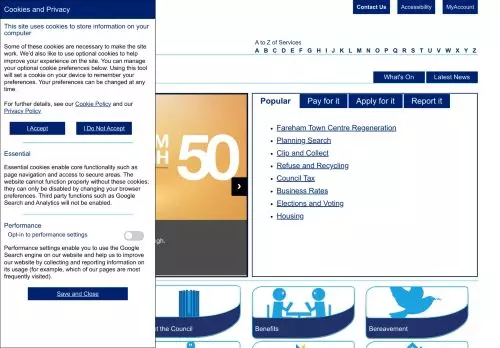 Cookies and Privacy
This site uses cookies to store information on your
computer
Some of these cookies are necessary to make the site
work. We'd also like to use optional cookies to help
improve your experience on the site. You can manage
your optional cookie preferences below. Using this tool
will set a cookie on your device to remember your
preferences. Your preferences can be changed at any
time.
For further details, see our Cookie Policy and our
Privacy Policy
I Accept
I Do Not Accept
Essential
Essential cookies enable core functionality such as
page navigation and access to secure areas. The
website cannot function properly without these cookies;
they can only be disabled by changing your browser
preferences. Third party functions such as Google
Search and Analytics will not be enabled.
Performance
Opt-in to performance settings
Performance settings enable you to use the Google
Search engine on our website and help us to improve
our website by collecting and reporting information on
its usage (for example, which of our pages are most
frequently visited).
Save and Close
Contact Us
Accessibility
MyAccount
A to Z of Services
A B C D E F G H I J K L M N O P Q R S T U V W X Y Z
What's On
Latest News
M
H
50
gh.
Popular
Pay for it
Apply for it
Report it
Fareham Town Centre Regeneration
Planning Search
Clip and Collect
Refuse and Recycling
Council Tax
Business Rates
Elections and Voting
Housing
t the Council
Benefits
Bereavement